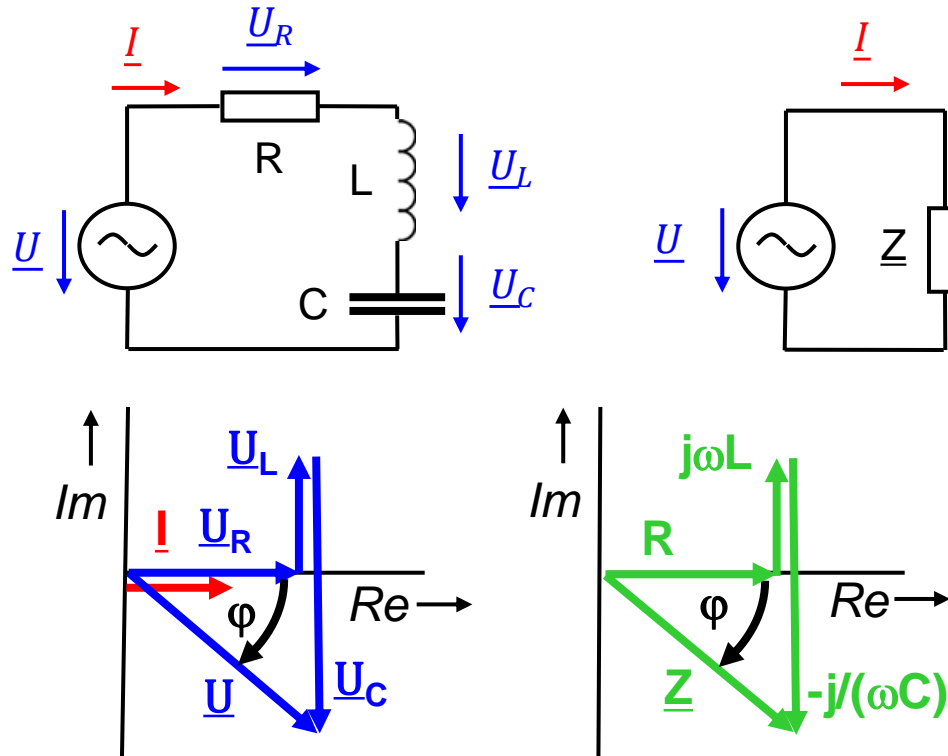 I U_R
R
L U_L
U
C U_C
I
U Z
Im
U_L
I U_R
φ Re
U U_C
Im
jωL
R
φ Re
Z -j/(ωC)